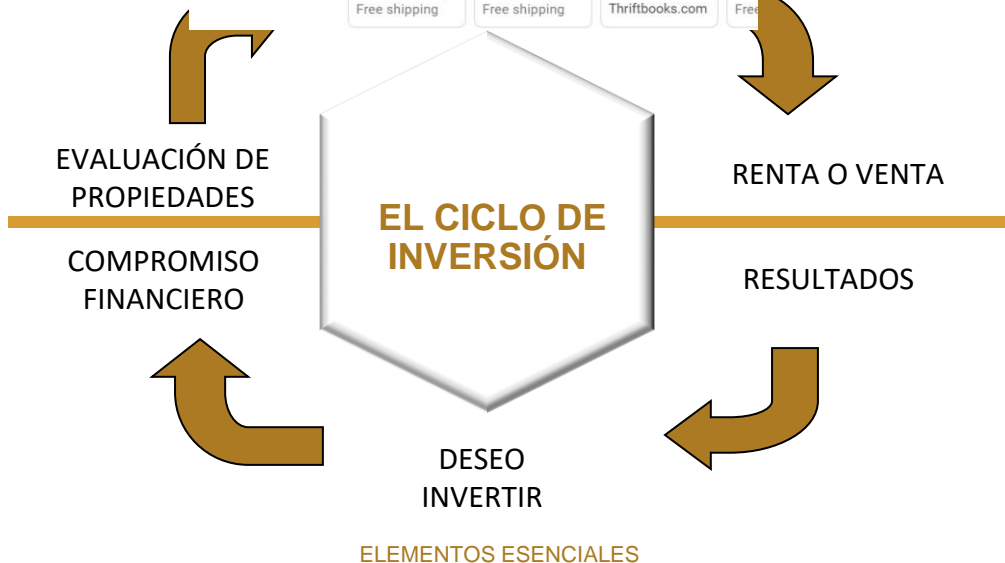 Free shipping
Free shipping
Thriftbooks.com
EVALUACIÓN DE
PROPIEDADES
RENTA O VENTA
EL CICLO DE
INVERSIÓN
COMPROMISO
FINANCIERO
RESULTADOS
DESEO
INVERTIR
ELEMENTOS ESENCIALES